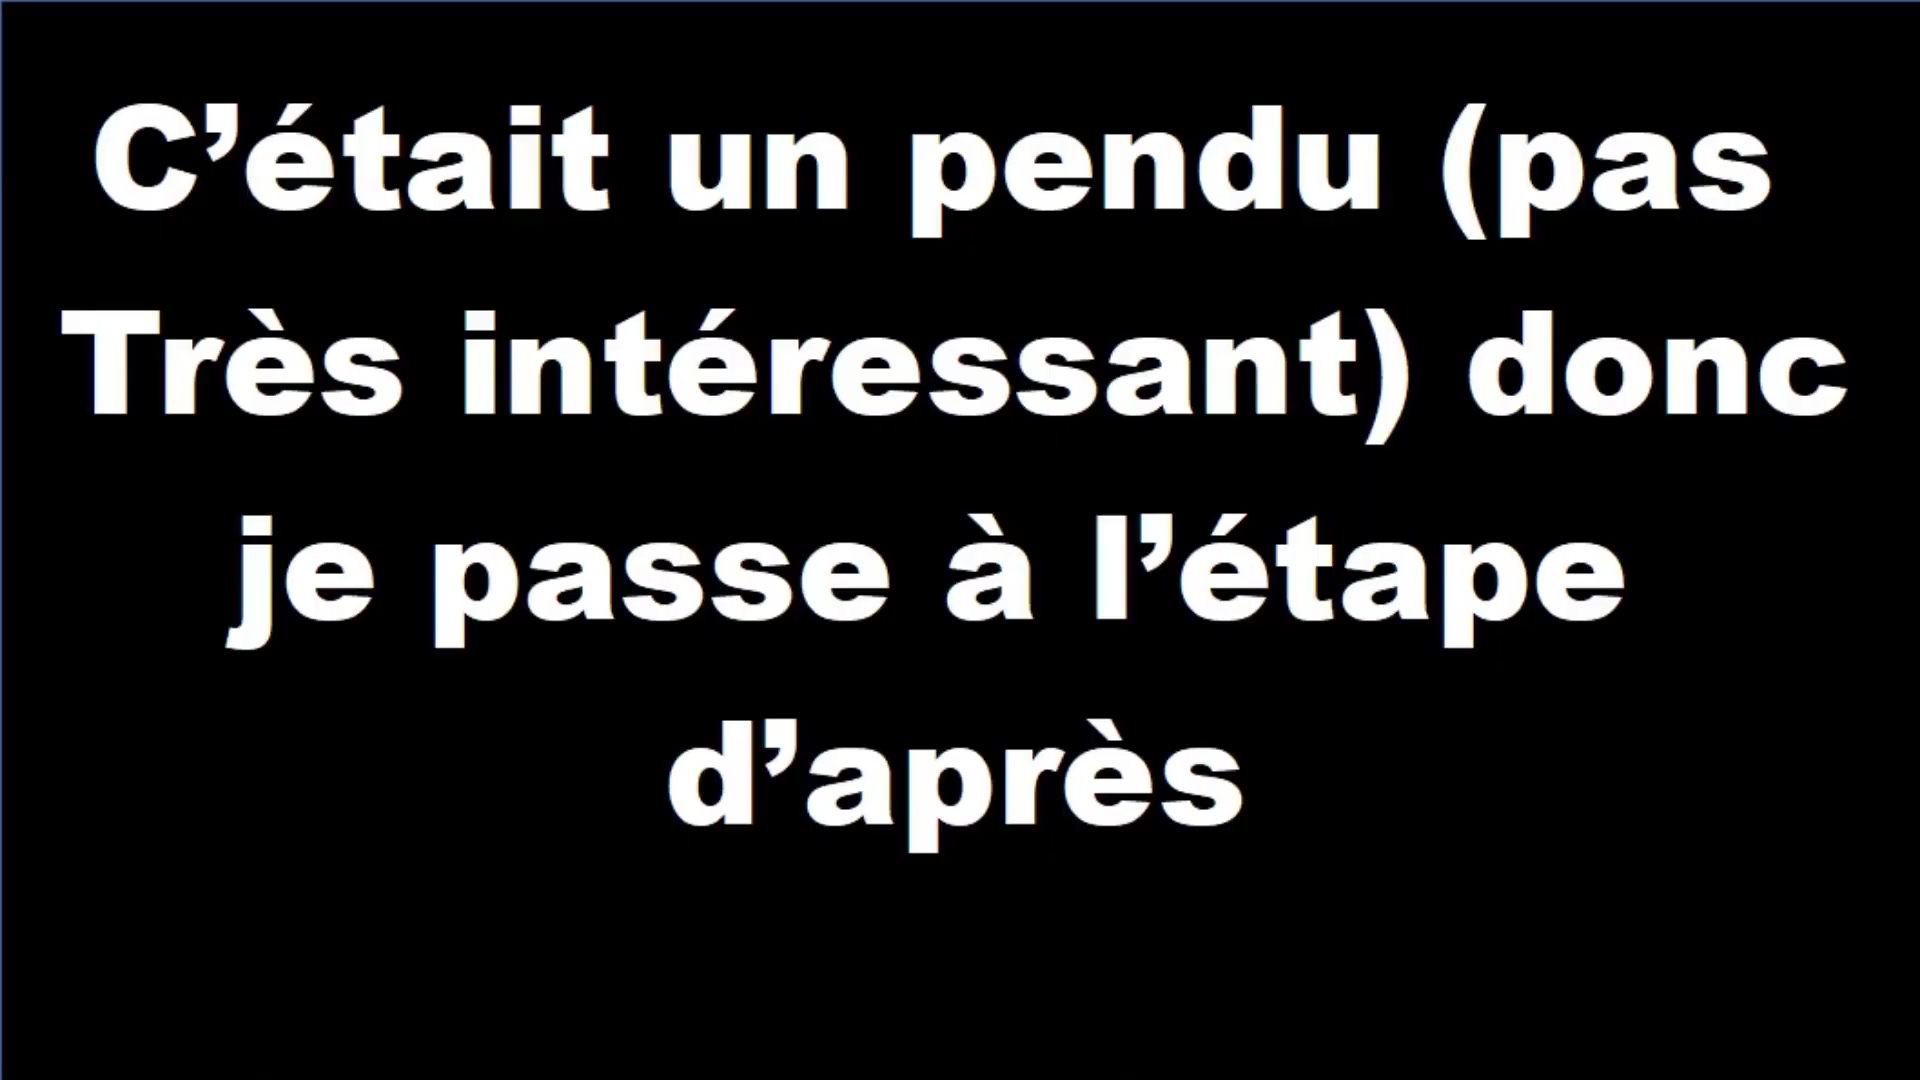 C’était un pendu (pas
Très intéressant) donc
je passe à l’étape
d’après